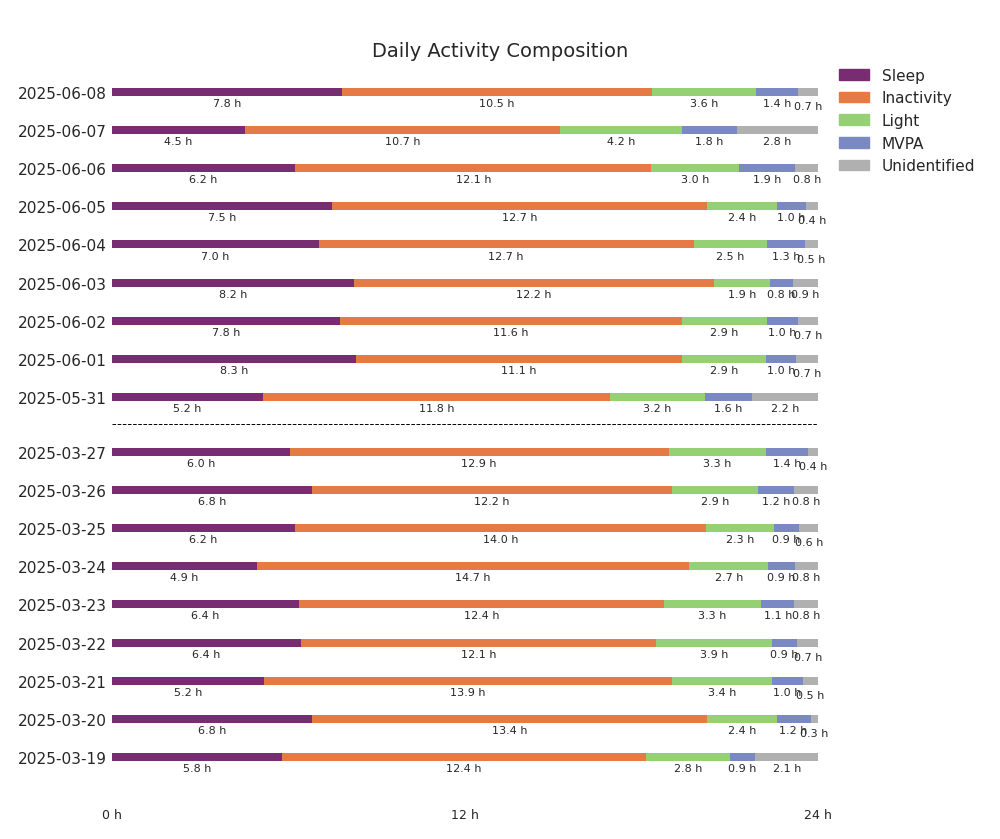 Daily Activity Composition
Sleep
Inactivity
Light
MVPA
Unidentified
2025-06-08
7.8 h 10.5 h 3.6 h 1.4 h 0.7 h
2025-06-07
4.5 h 10.7 h 4.2 h 1.8 h 2.8 h
2025-06-06
6.2 h 12.1 h 3.0 h 1.9 h 0.8 h
2025-06-05
7.5 h 12.7 h 2.4 h 1.0 h 0.4 h
2025-06-04
7.0 h 12.7 h 2.5 h 1.3 h 0.5 h
2025-06-03
8.2 h 12.2 h 1.9 h 0.8 h 0.9 h
2025-06-02
7.8 h 11.6 h 2.9 h 1.0 h 0.7 h
2025-06-01
8.3 h 11.1 h 2.9 h 1.0 h 0.7 h
2025-05-31
5.2 h 11.8 h 3.2 h 1.6 h 2.2 h
2025-03-27
6.0 h 12.9 h 3.3 h 1.4 h 0.4 h
2025-03-26
6.8 h 12.2 h 2.9 h 1.2 h 0.8 h
2025-03-25
6.2 h 14.0 h 2.3 h 0.9 h 0.6 h
2025-03-24
4.9 h 14.7 h 2.7 h 0.9 h 0.8 h
2025-03-23
6.4 h 12.4 h 3.3 h 1.1 h 0.8 h
2025-03-22
6.4 h 12.1 h 3.9 h 0.9 h 0.7 h
2025-03-21
5.2 h 13.9 h 3.4 h 1.0 h 0.5 h
2025-03-20
6.8 h 13.4 h 2.4 h 1.2 h 0.3 h
2025-03-19
5.8 h 12.4 h 2.8 h 0.9 h 2.1 h
0 h 12 h 24 h